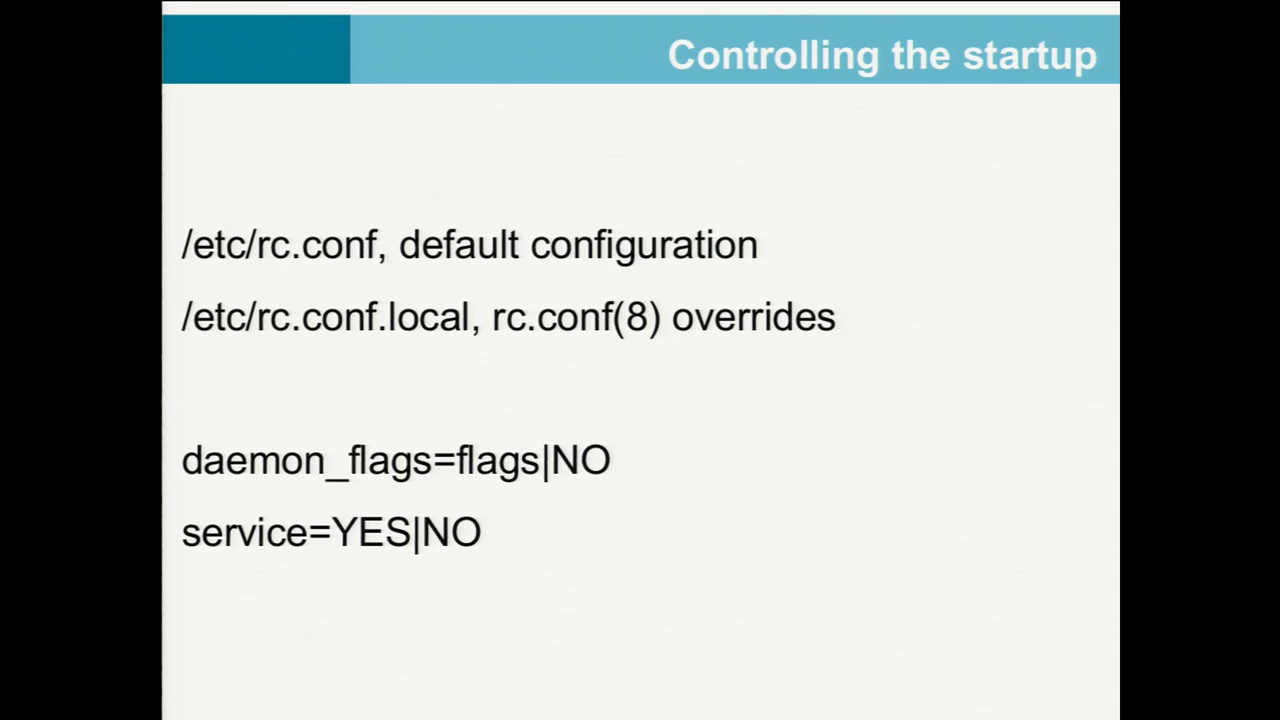 Controlling the startup
/etc/rc.conf, default configuration
/etc/rc.conf.local, rc.conf(8) overrides
daemon_flags=flags|NO
service=YES|NO